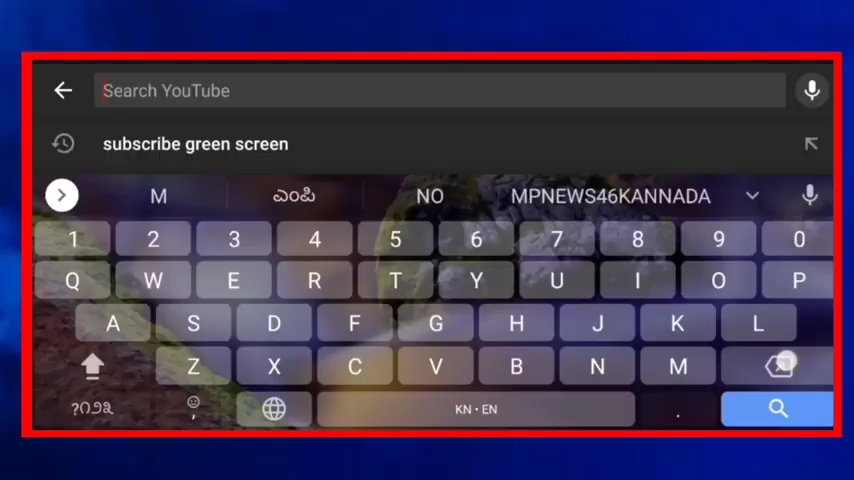 Search YouTube
subscribe green screen
M ಎಂಪಿ NO MPNEWS46KANNADA
1 2 3 4 5 6 7 8 9 0
Q W E R T Y U I O P
A S D F G H J K L
Z X C V B N M
?೧೨೩ , KN • EN .